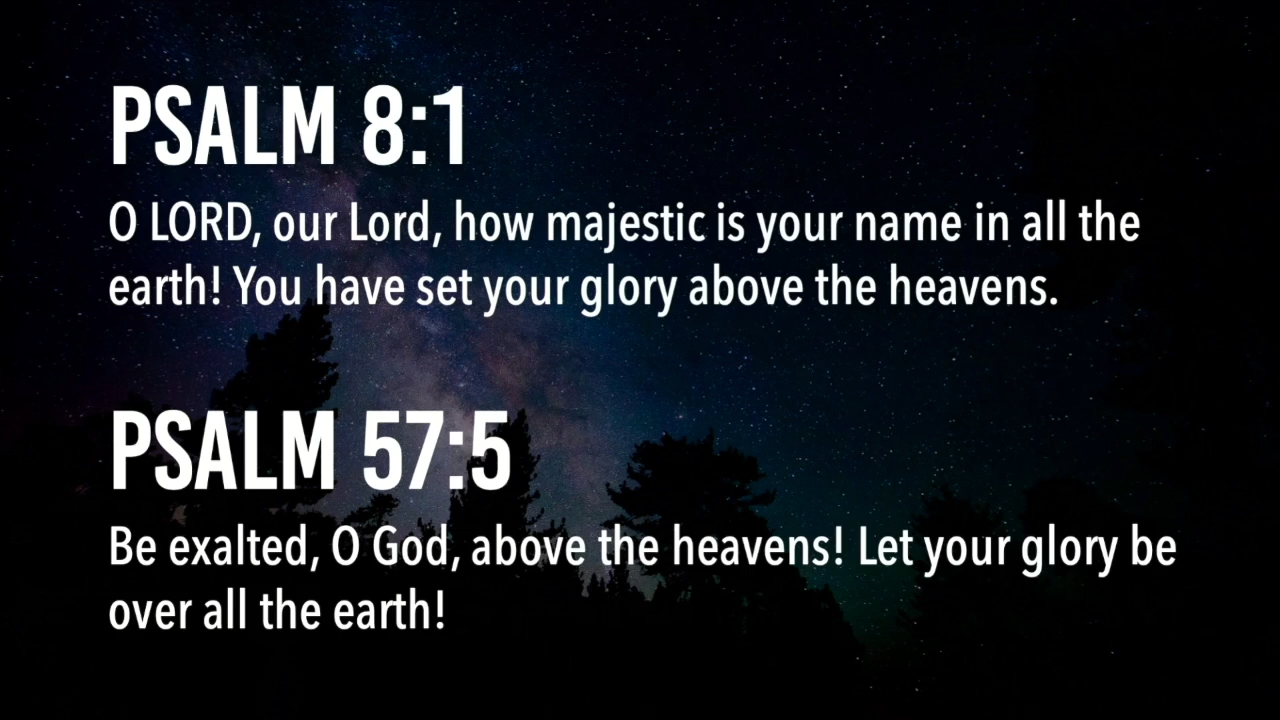 PSALM 8:1
O LORD, our Lord, how majestic is your name in all the
earth! You have set your glory above the heavens.
PSALM 57:5
Be exalted, O God, above the heavens! Let your glory be
over all the earth!